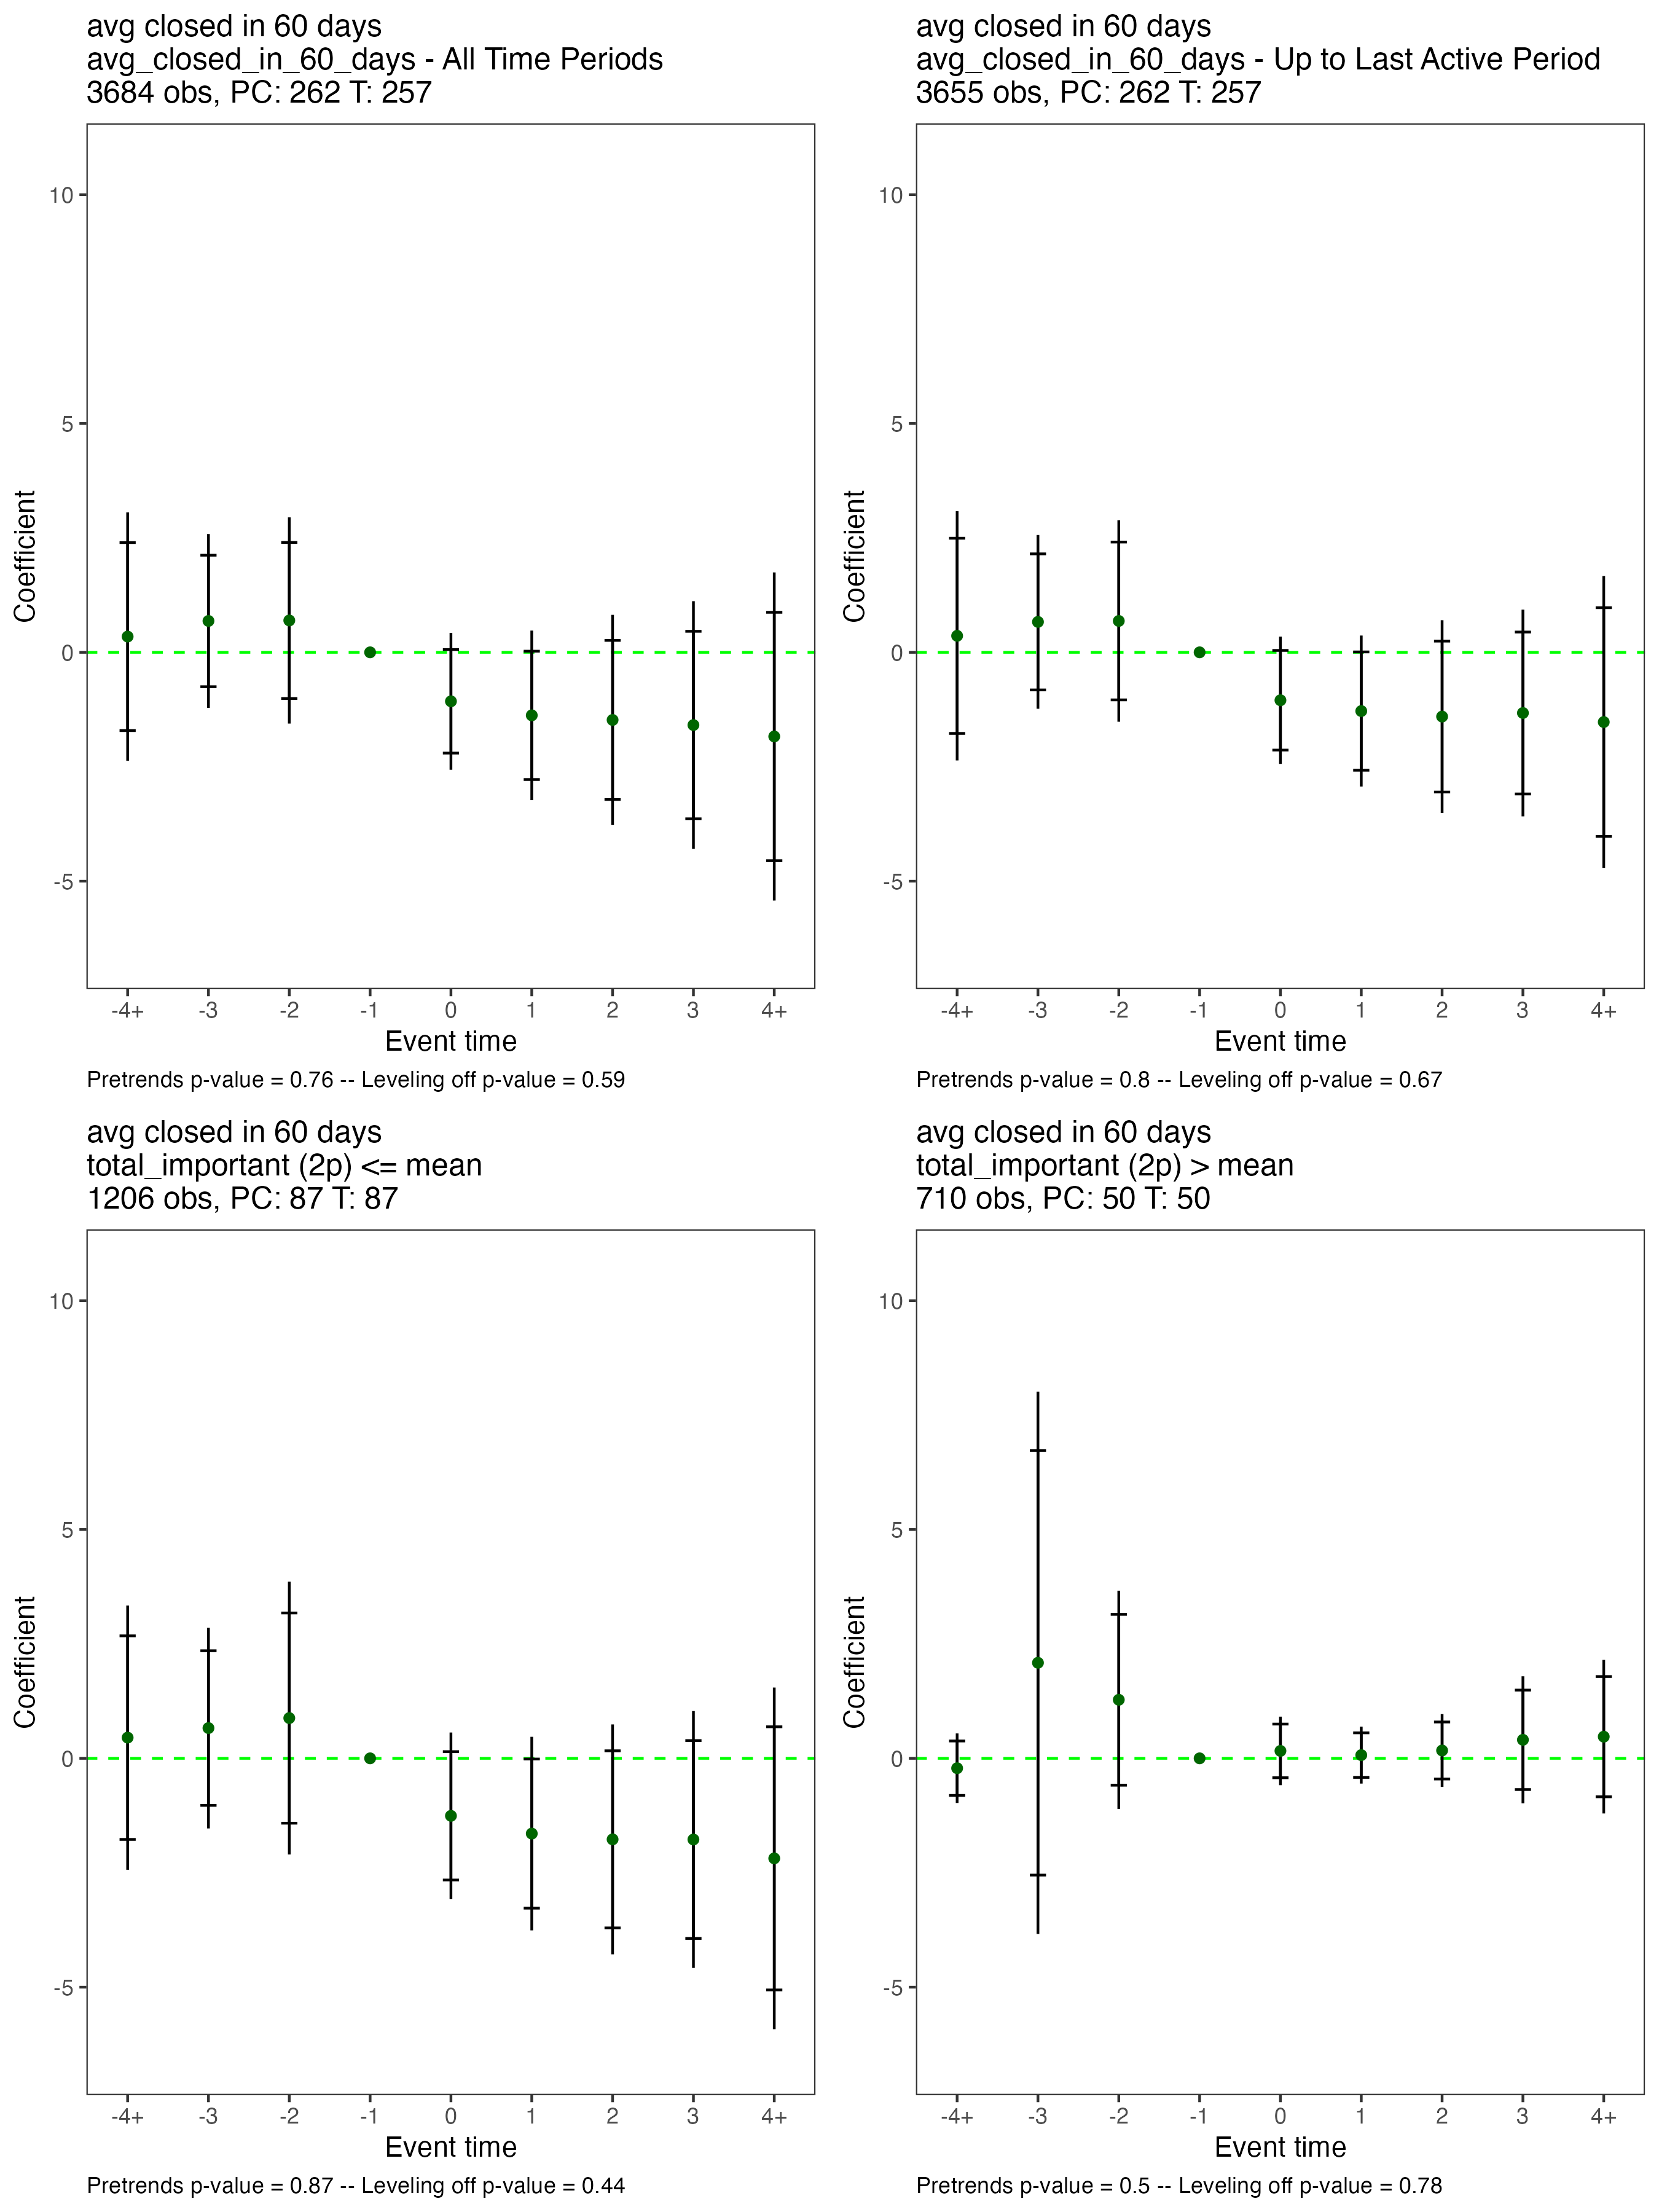 avg closed in 60 days
avg_closed_in_60_days - All Time Periods
3684 obs, PC: 262 T: 257
10
5
0
-5
Coefficient
-4+ -3 -2 -1 0 1 2 3 4+
Event time
Pretrends p-value = 0.76 -- Leveling off p-value = 0.59
avg closed in 60 days
avg_closed_in_60_days - Up to Last Active Period
3655 obs, PC: 262 T: 257
10
5
0
-5
Coefficient
-4+ -3 -2 -1 0 1 2 3 4+
Event time
Pretrends p-value = 0.8 -- Leveling off p-value = 0.67
avg closed in 60 days
total_important (2p) <= mean
1206 obs, PC: 87 T: 87
10
5
0
-5
Coefficient
-4+ -3 -2 -1 0 1 2 3 4+
Event time
Pretrends p-value = 0.87 -- Leveling off p-value = 0.44
avg closed in 60 days
total_important (2p) > mean
710 obs, PC: 50 T: 50
10
5
0
-5
Coefficient
-4+ -3 -2 -1 0 1 2 3 4+
Event time
Pretrends p-value = 0.5 -- Leveling off p-value = 0.78